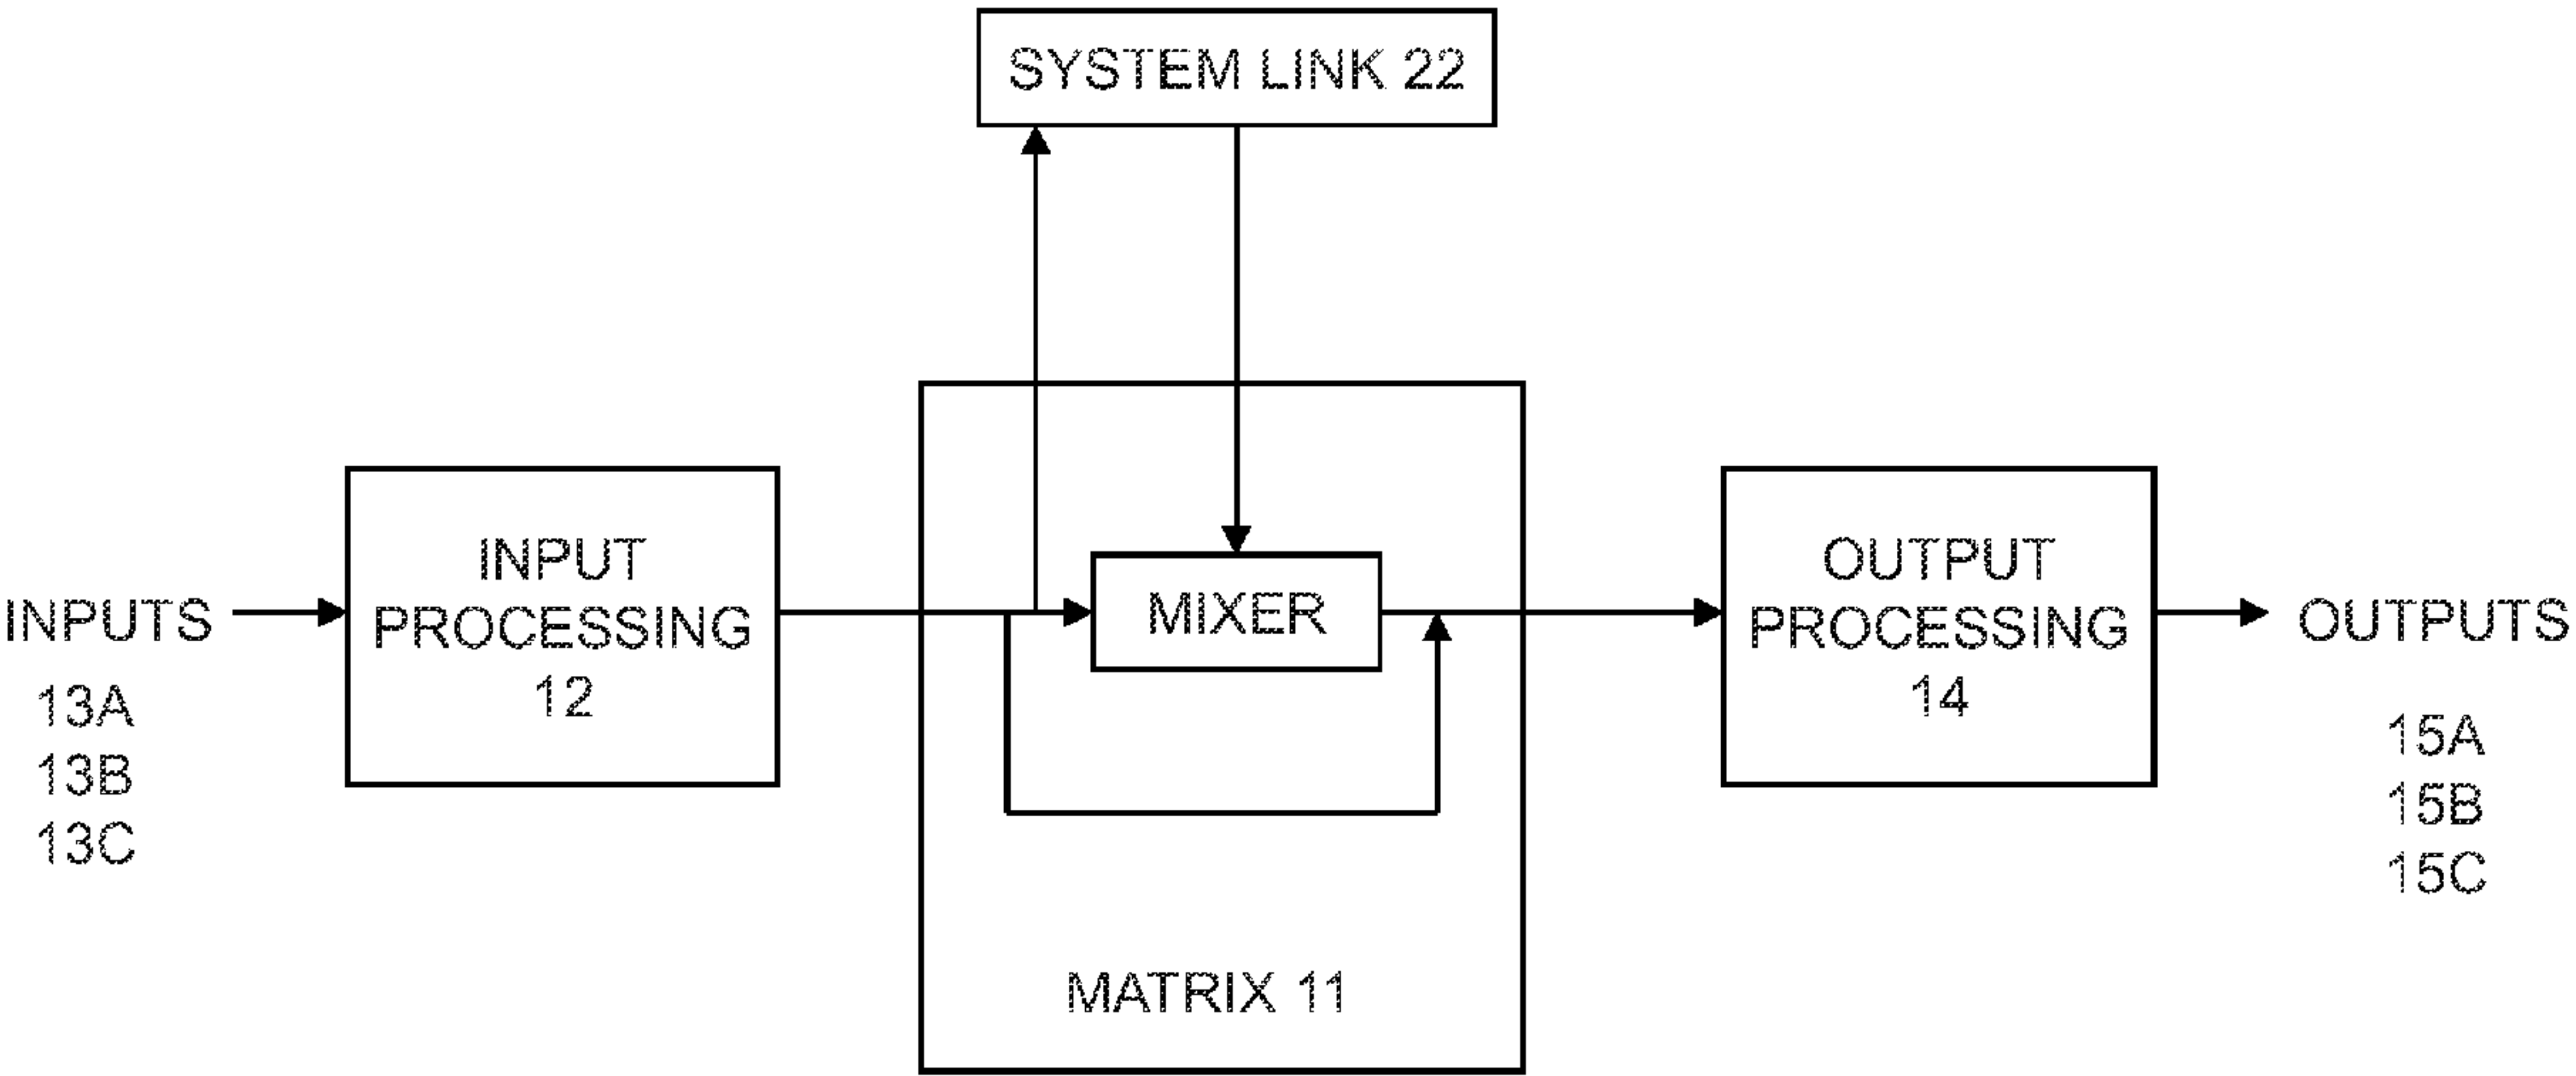 SYSTEM LINK 22
INPUTS
13A
13B
13C
INPUT
PROCESSING
12
MIXER
MATRIX 11
OUTPUT
PROCESSING
14
OUTPUTS
15A
15B
15C